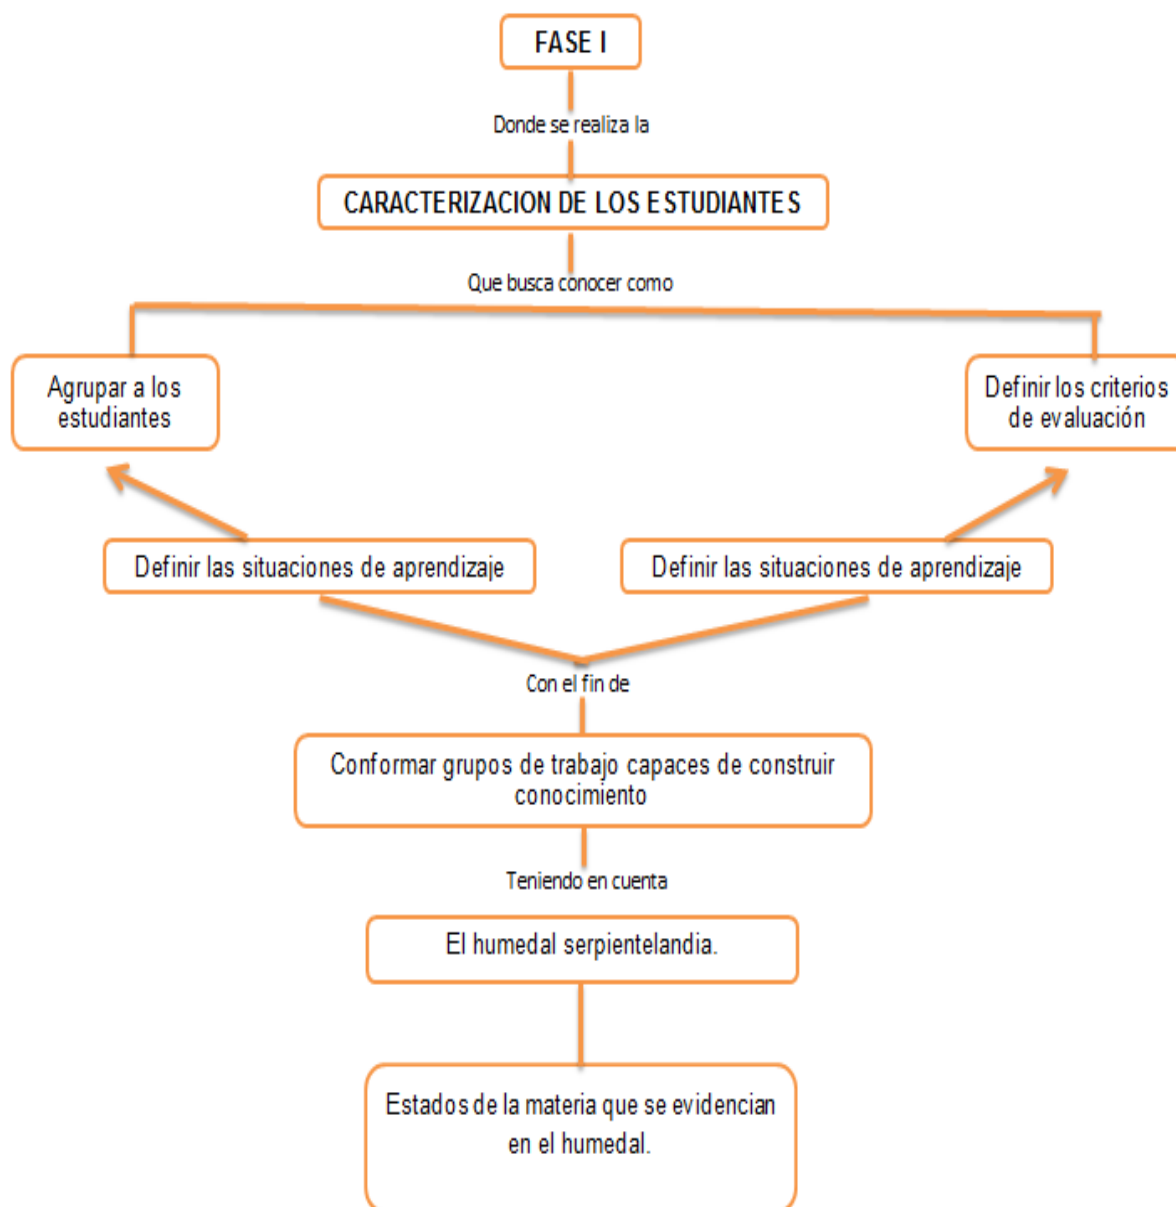 FASE I
Donde se realiza la
CARACTERIZACION DE LOS ESTUDIANTES
Que busca conocer como
Agrupar a los
estudiantes
Definir los criterios
de evaluación
Definir las situaciones de aprendizaje
Definir las situaciones de aprendizaje
Con el fin de
Conformar grupos de trabajo capaces de construir
conocimiento
Teniendo en cuenta
El humedal serpientelandia.
Estados de la materia que se evidencian
en el humedal.